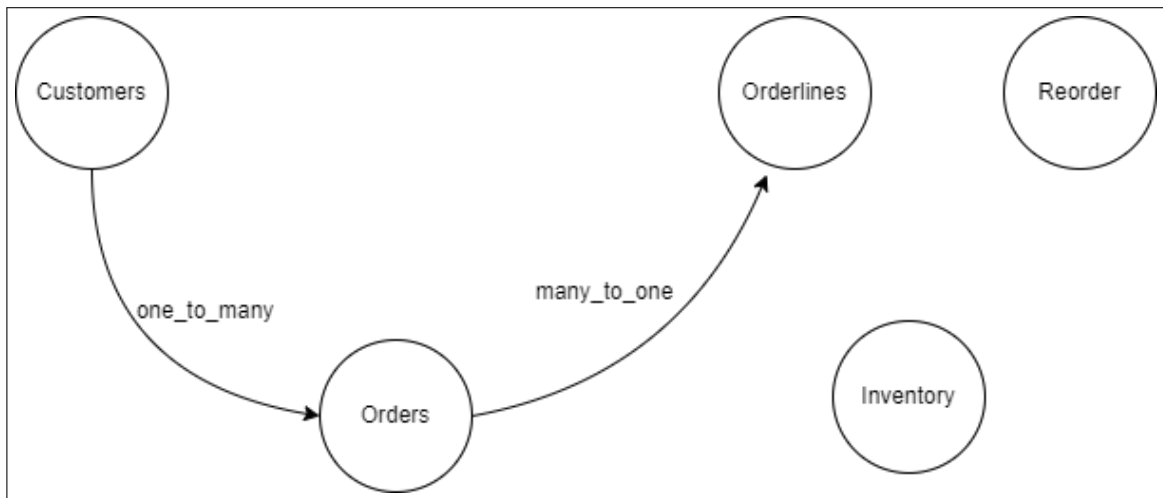 Customers
Orderlines
Reorder
many_to_one
one_to_many
Inventory
Orders